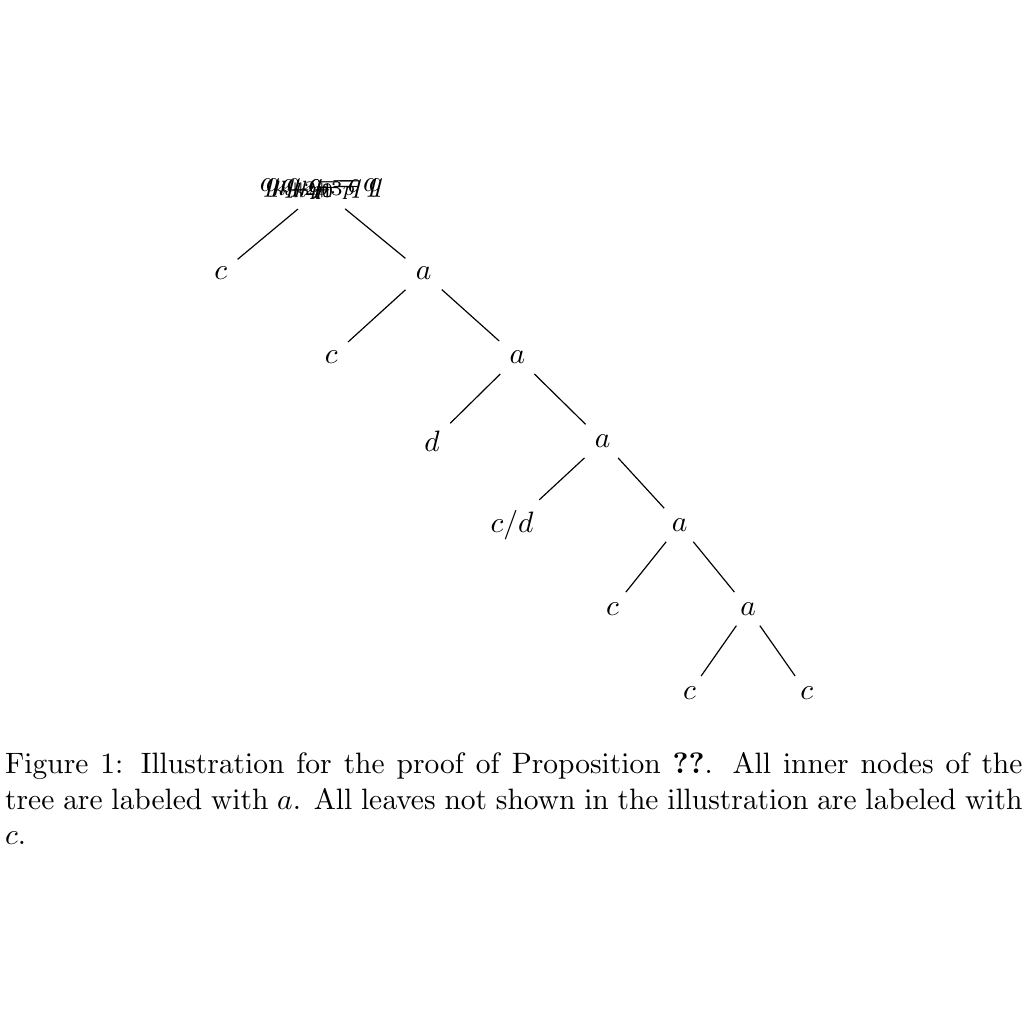 c a
c a
d a
c/d a
c a
c c
Figure 1: Illustration for the proof of Proposition ??. All inner nodes of the
tree are labeled with a. All leaves not shown in the illustration are labeled with
c.